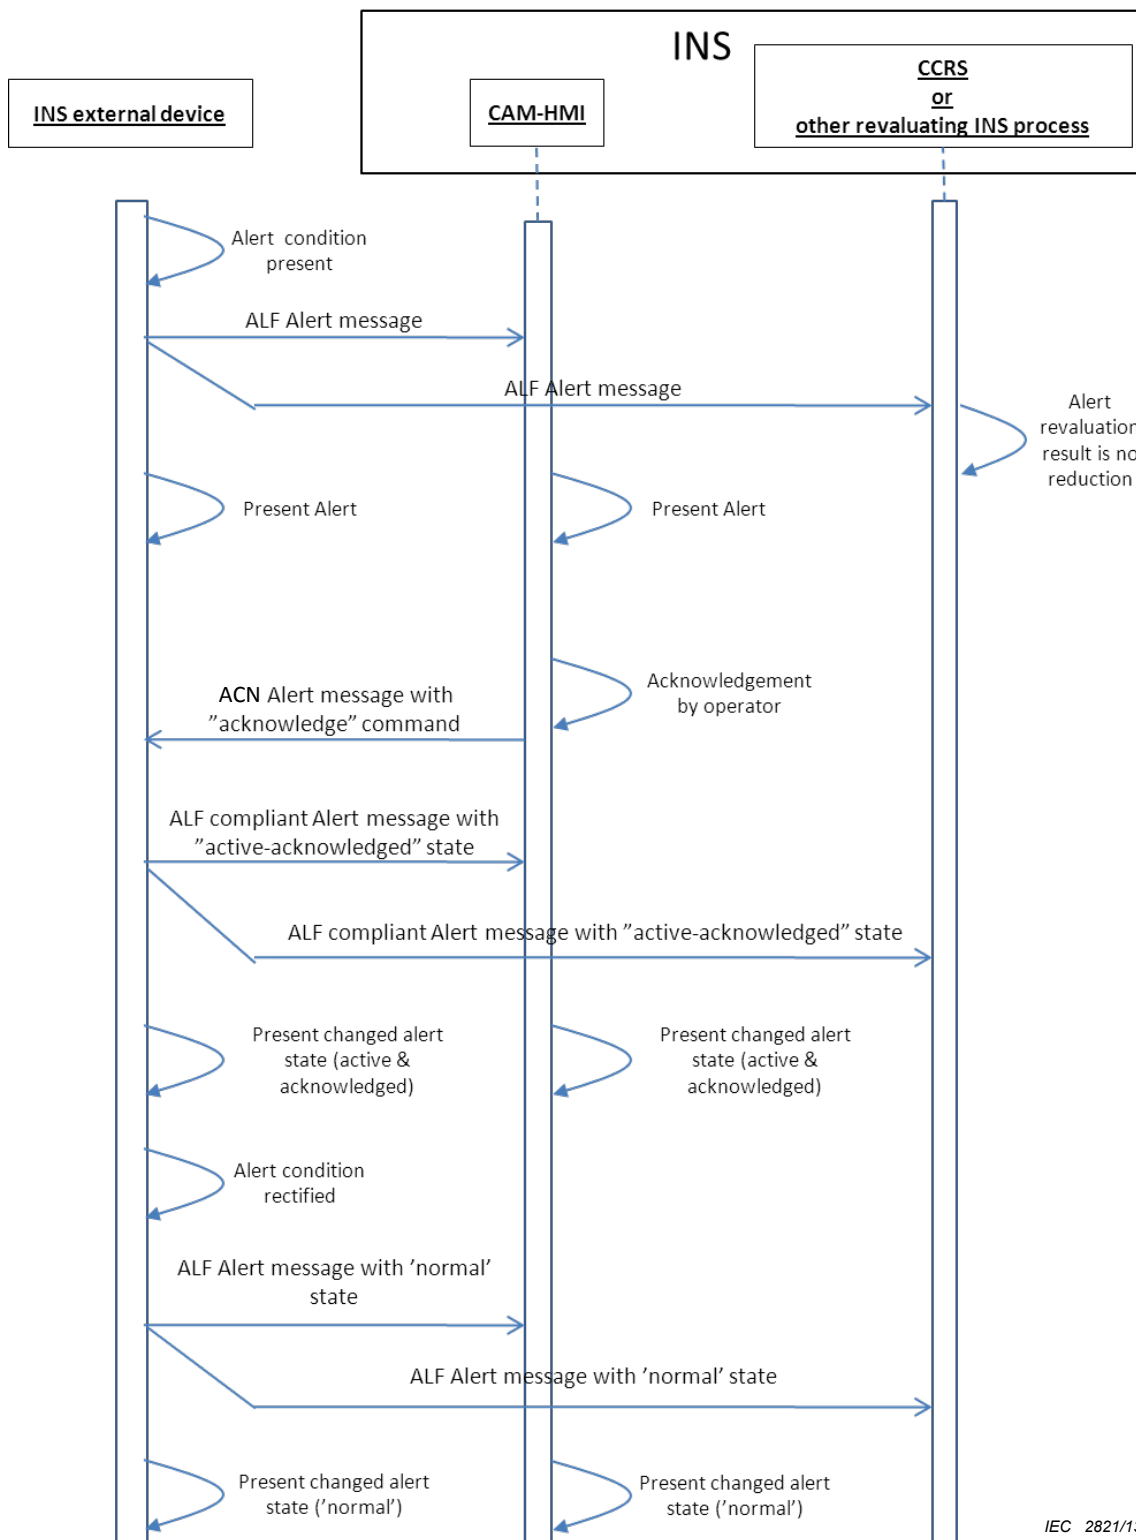 INS
INS external device
CAM-HMI
CCRS
or
other revaluating INS process
Alert condition
present
ALF Alert message
ALF Alert message
Alert
revaluation
result is no
reduction
Present Alert
Present Alert
Acknowledgement
by operator
ACN Alert message with
”acknowledge” command
ALF compliant Alert message with
”active-acknowledged” state
ALF compliant Alert message with ”active-acknowledged” state
Present changed alert
state (active &
acknowledged)
Present changed alert
state (active &
acknowledged)
Alert condition
rectified
ALF Alert message with ’normal’
state
ALF Alert message with ’normal’ state
Present changed alert
state (’normal’)
Present changed alert
state (’normal’)
IEC 2821/13